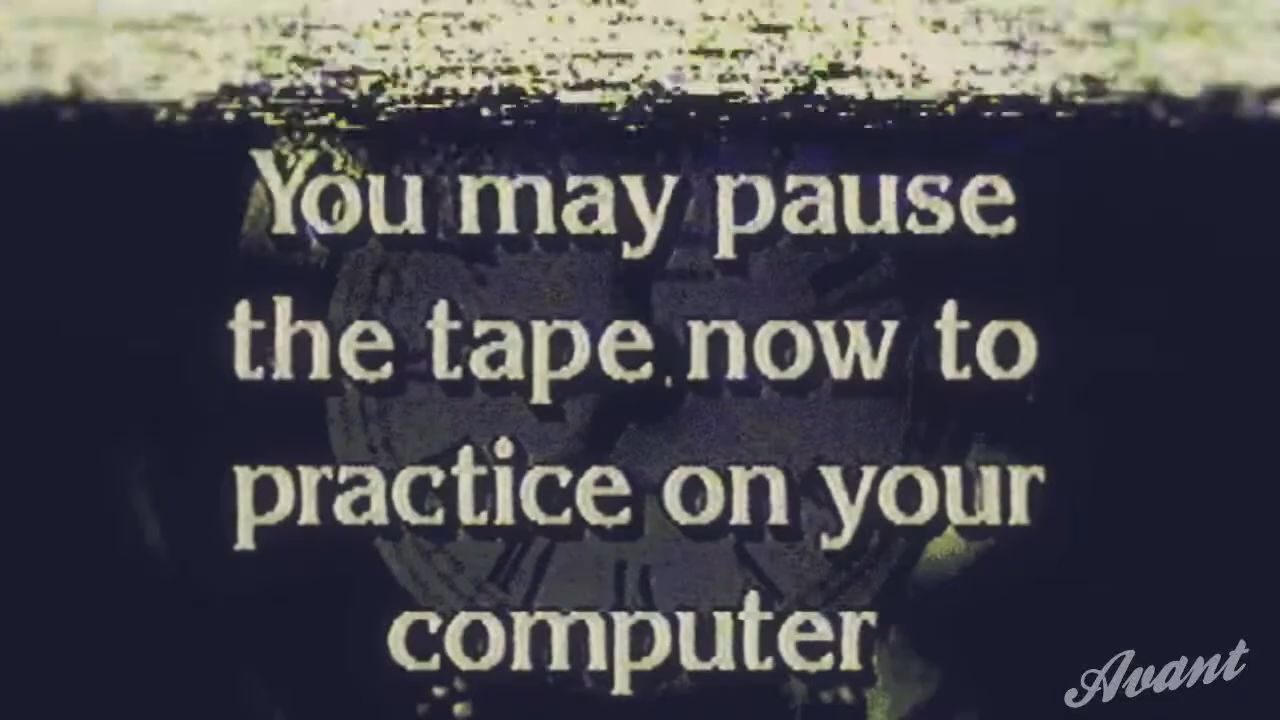 You may pause
the tape now to
practice on your
computer
Avant